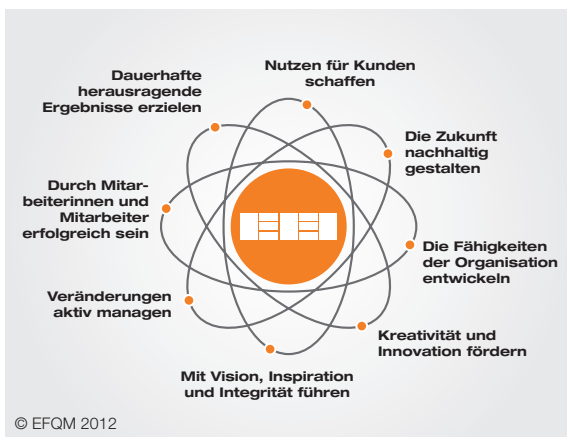 Nutzen für Kunden
schaffen
Die Zukunft
nachhaltig
gestalten
Die Fähigkeiten
der Organisation
entwickeln
Kreativität und
Innovation fördern
Mit Vision, Inspiration
und Integrität führen
Veränderungen
aktiv managen
Durch Mitar-
beiterinnen und
Mitarbeiter
erfolgreich sein
Dauerhafte
herausragende
Ergebnisse erzielen
© EFQM 2012